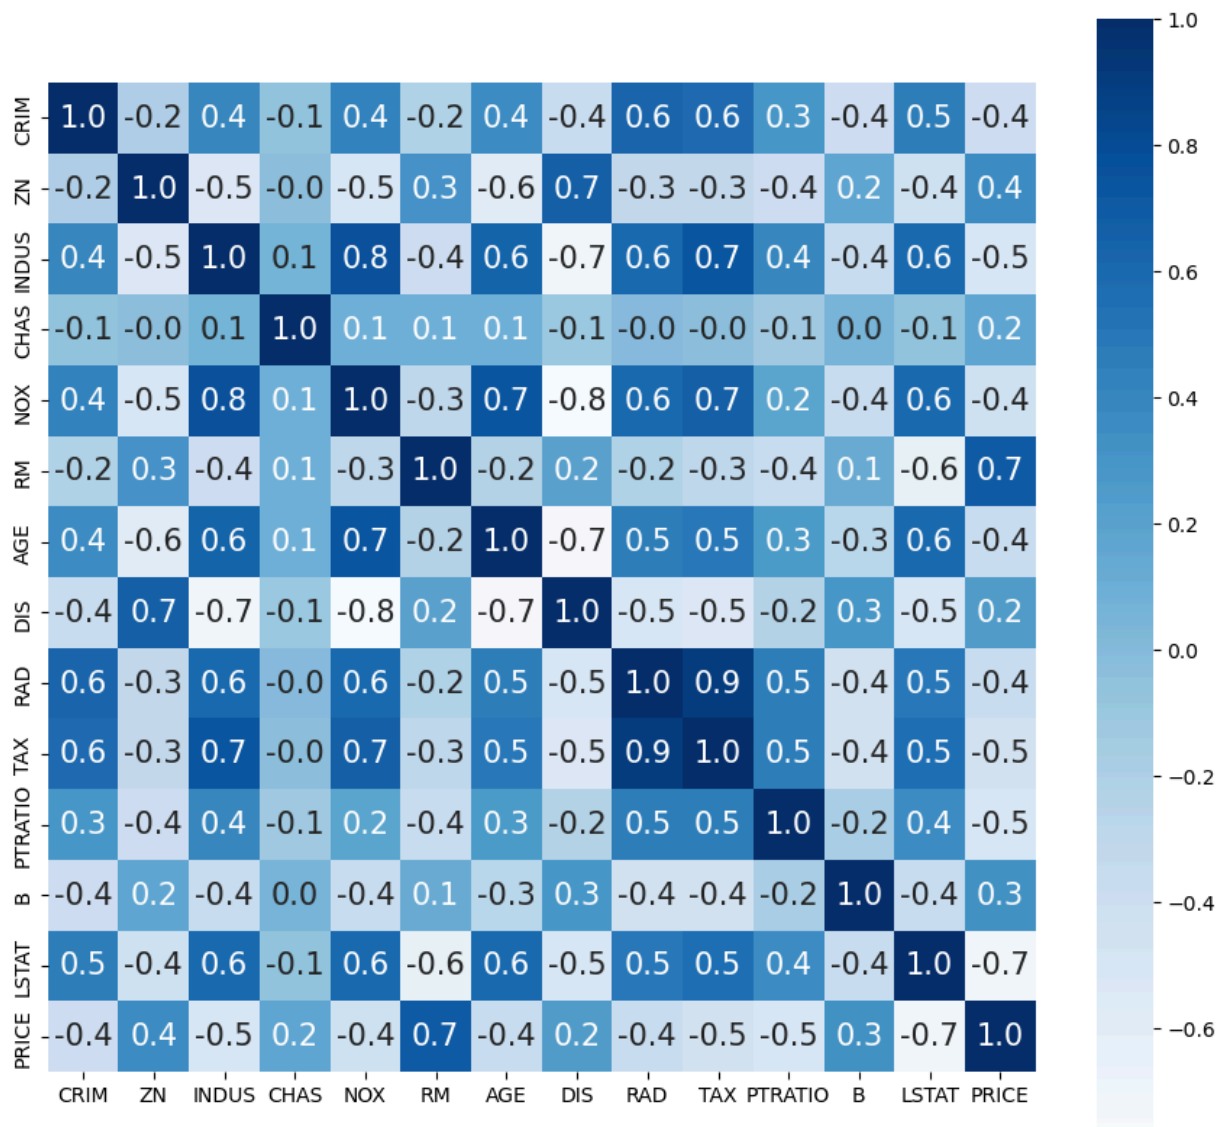 1.0
CRIM 1.0 -0.2 0.4 -0.1 0.4 -0.2 0.4 -0.4 0.6 0.6 0.3 -0.4 0.5 -0.4
0.8
ZN -0.2 1.0 -0.5 -0.0 -0.5 0.3 -0.6 0.7 -0.3 -0.3 -0.4 0.2 -0.4 0.4
INDUS 0.4 -0.5 1.0 0.1 0.8 -0.4 0.6 -0.7 0.6 0.7 0.4 -0.4 0.6 -0.5
0.6
CHAS -0.1 -0.0 0.1 1.0 0.1 0.1 0.1 -0.1 -0.0 -0.0 -0.1 0.0 -0.1 0.2
0.4
NOX 0.4 -0.5 0.8 0.1 1.0 -0.3 0.7 -0.8 0.6 0.7 0.2 -0.4 0.6 -0.4
RM -0.2 0.3 -0.4 0.1 -0.3 1.0 -0.2 0.2 -0.2 -0.3 -0.4 0.1 -0.6 0.7
0.2
AGE 0.4 -0.6 0.6 0.1 0.7 -0.2 1.0 -0.7 0.5 0.5 0.3 -0.3 0.6 -0.4
DIS -0.4 0.7 -0.7 -0.1 -0.8 0.2 -0.7 1.0 -0.5 -0.5 -0.2 0.3 -0.5 0.2
0.0
RAD 0.6 -0.3 0.6 -0.0 0.6 -0.2 0.5 -0.5 1.0 0.9 0.5 -0.4 0.5 -0.4
TAX 0.6 -0.3 0.7 -0.0 0.7 -0.3 0.5 -0.5 0.9 1.0 0.5 -0.4 0.5 -0.5
−0.2
PTRATIO 0.3 -0.4 0.4 -0.1 0.2 -0.4 0.3 -0.2 0.5 0.5 1.0 -0.2 0.4 -0.5
B -0.4 0.2 -0.4 0.0 -0.4 0.1 -0.3 0.3 -0.4 -0.4 -0.2 1.0 -0.4 0.3
−0.4
LSTAT 0.5 -0.4 0.6 -0.1 0.6 -0.6 0.6 -0.5 0.5 0.5 0.4 -0.4 1.0 -0.7
PRICE -0.4 0.4 -0.5 0.2 -0.4 0.7 -0.4 0.2 -0.4 -0.5 -0.5 0.3 -0.7 1.0
−0.6
CRIM ZN INDUS CHAS NOX RM AGE DIS RAD TAX PTRATIO B LSTAT PRICE